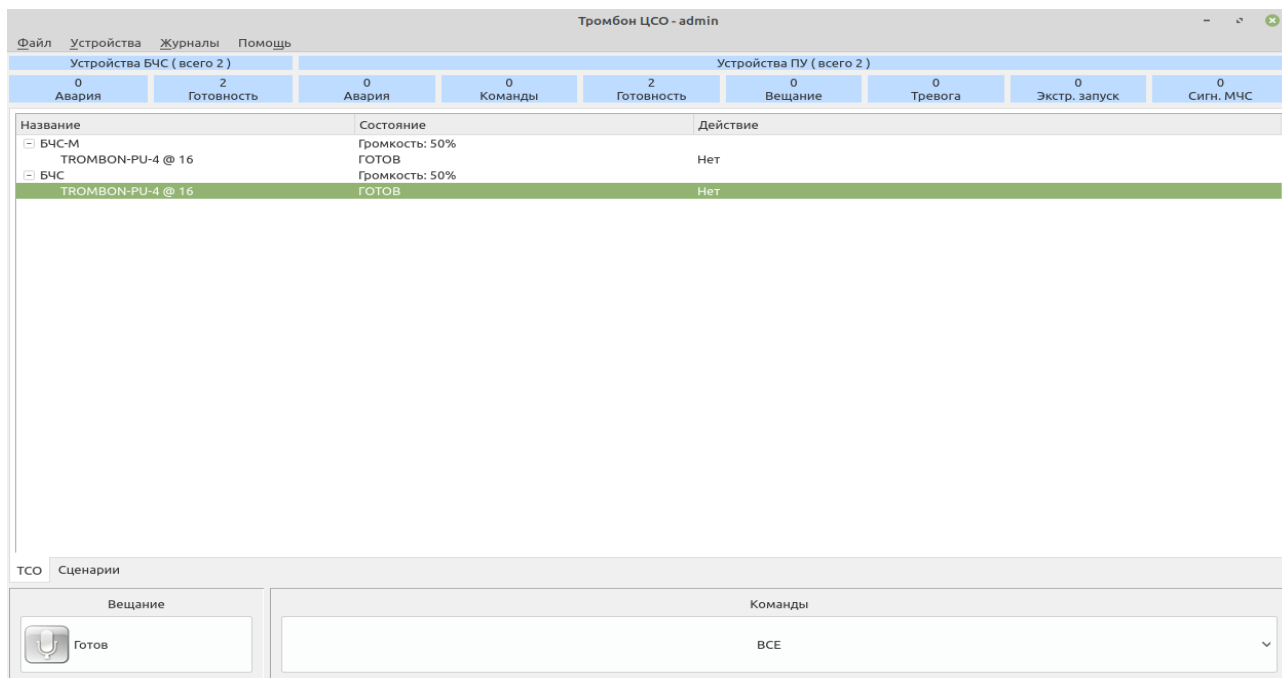 Тромбон ЦСО - admin
Файл Устройства Журналы Помощь
Устройства БЧС ( всего 2 ) Устройства ПУ ( всего 2 )
0 2 0 0 2 0 0 0 0
Авария Готовность Авария Команды Готовность Вещание Тревога Экстр. запуск Сигн. МЧС
Название Состояние Действие
БЧС-М Громкость: 50%
TROMBON-PU-4 @ 16 ГОТОВ Нет
БЧС Громкость: 50%
TROMBON-PU-4 @ 16 ГОТОВ Нет
ТСО Сценарии
Вещание Команды
Готов ВСЕ